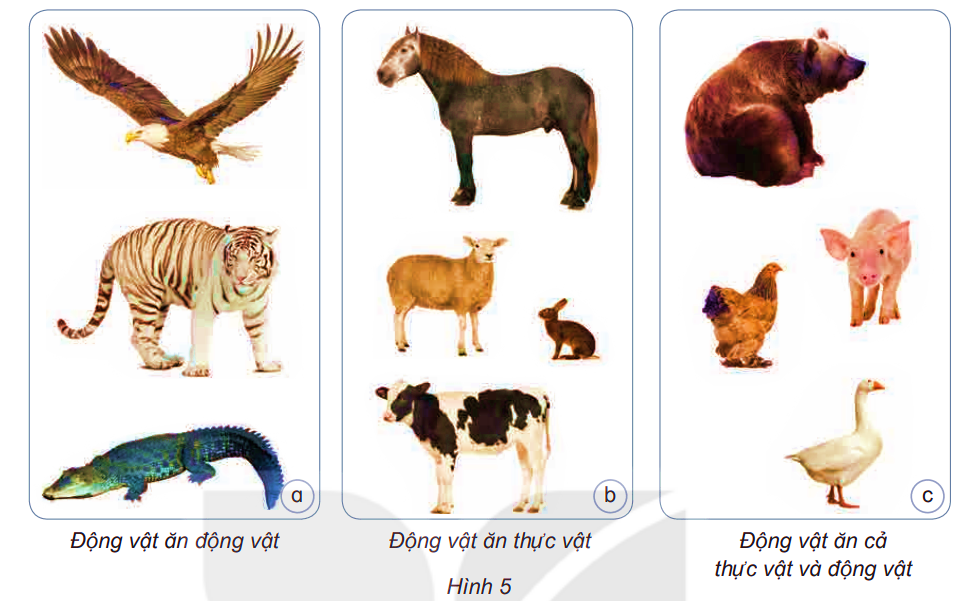 a
b
c
Động vật ăn động vật
Động vật ăn thực vật
Động vật ăn cả
thực vật và động vật
Hình 5